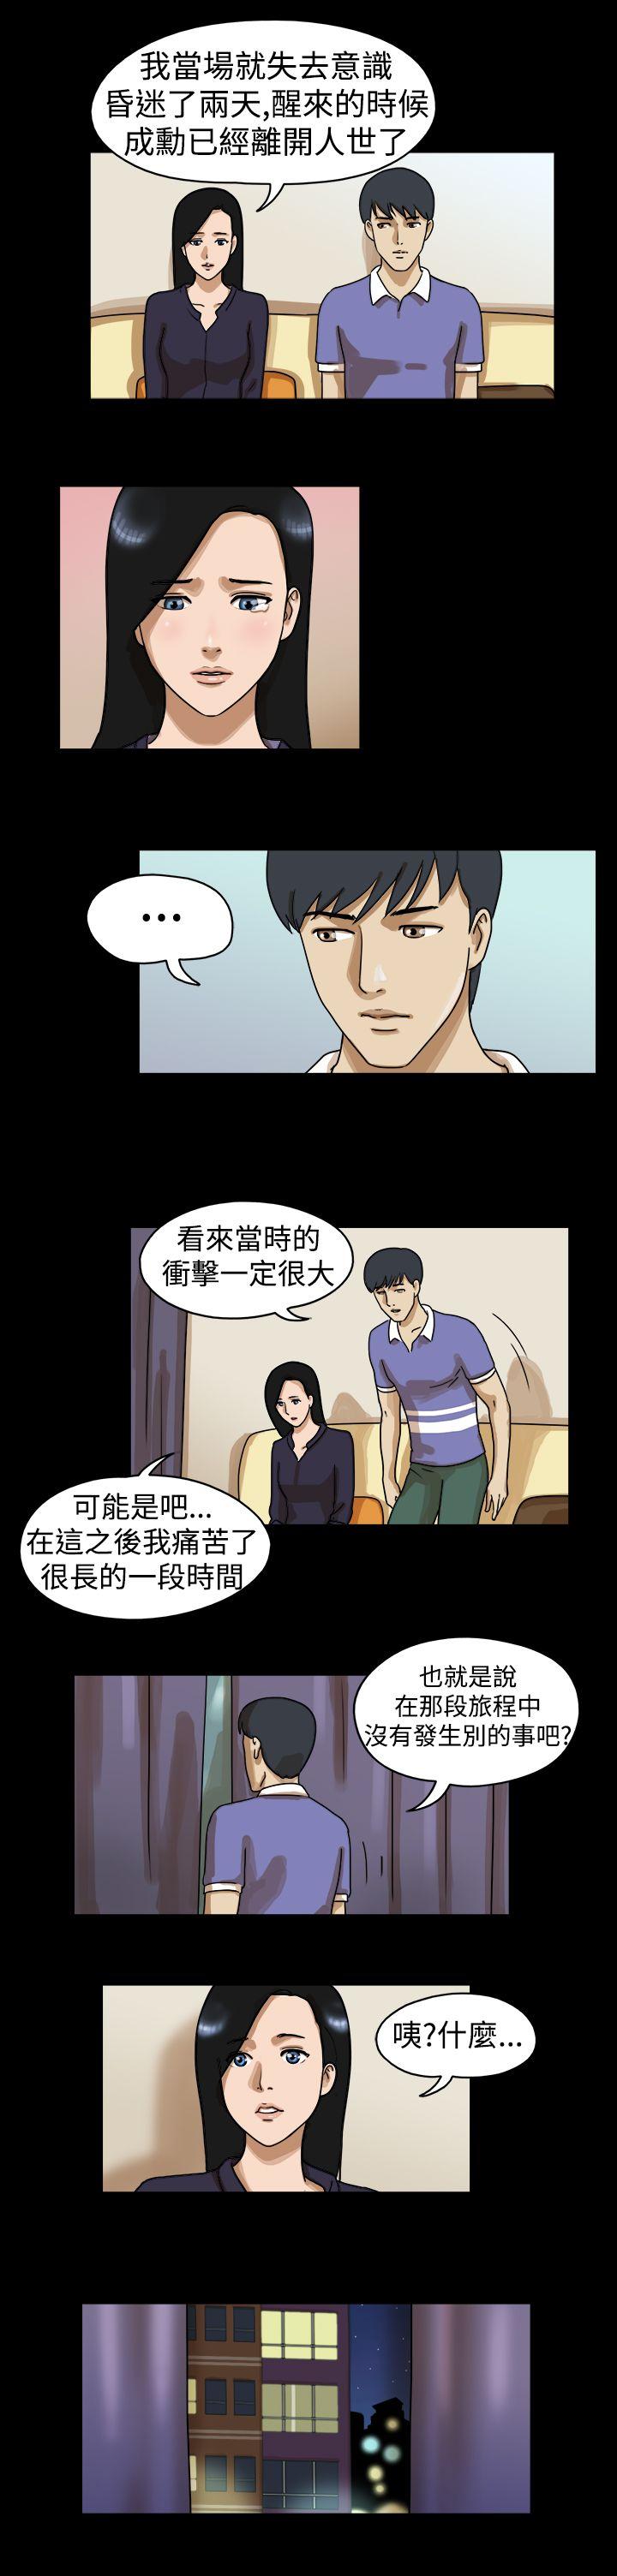 我當場就失去意識
昏迷了兩天,醒來的時候
成勳已經離開人世了
...
看來當時的
衝擊一定很大
可能是吧...
在這之後我痛苦了
很長的一段時間
也就是說
在那段旅程中
沒有發生別的事吧?
咦?什麼...